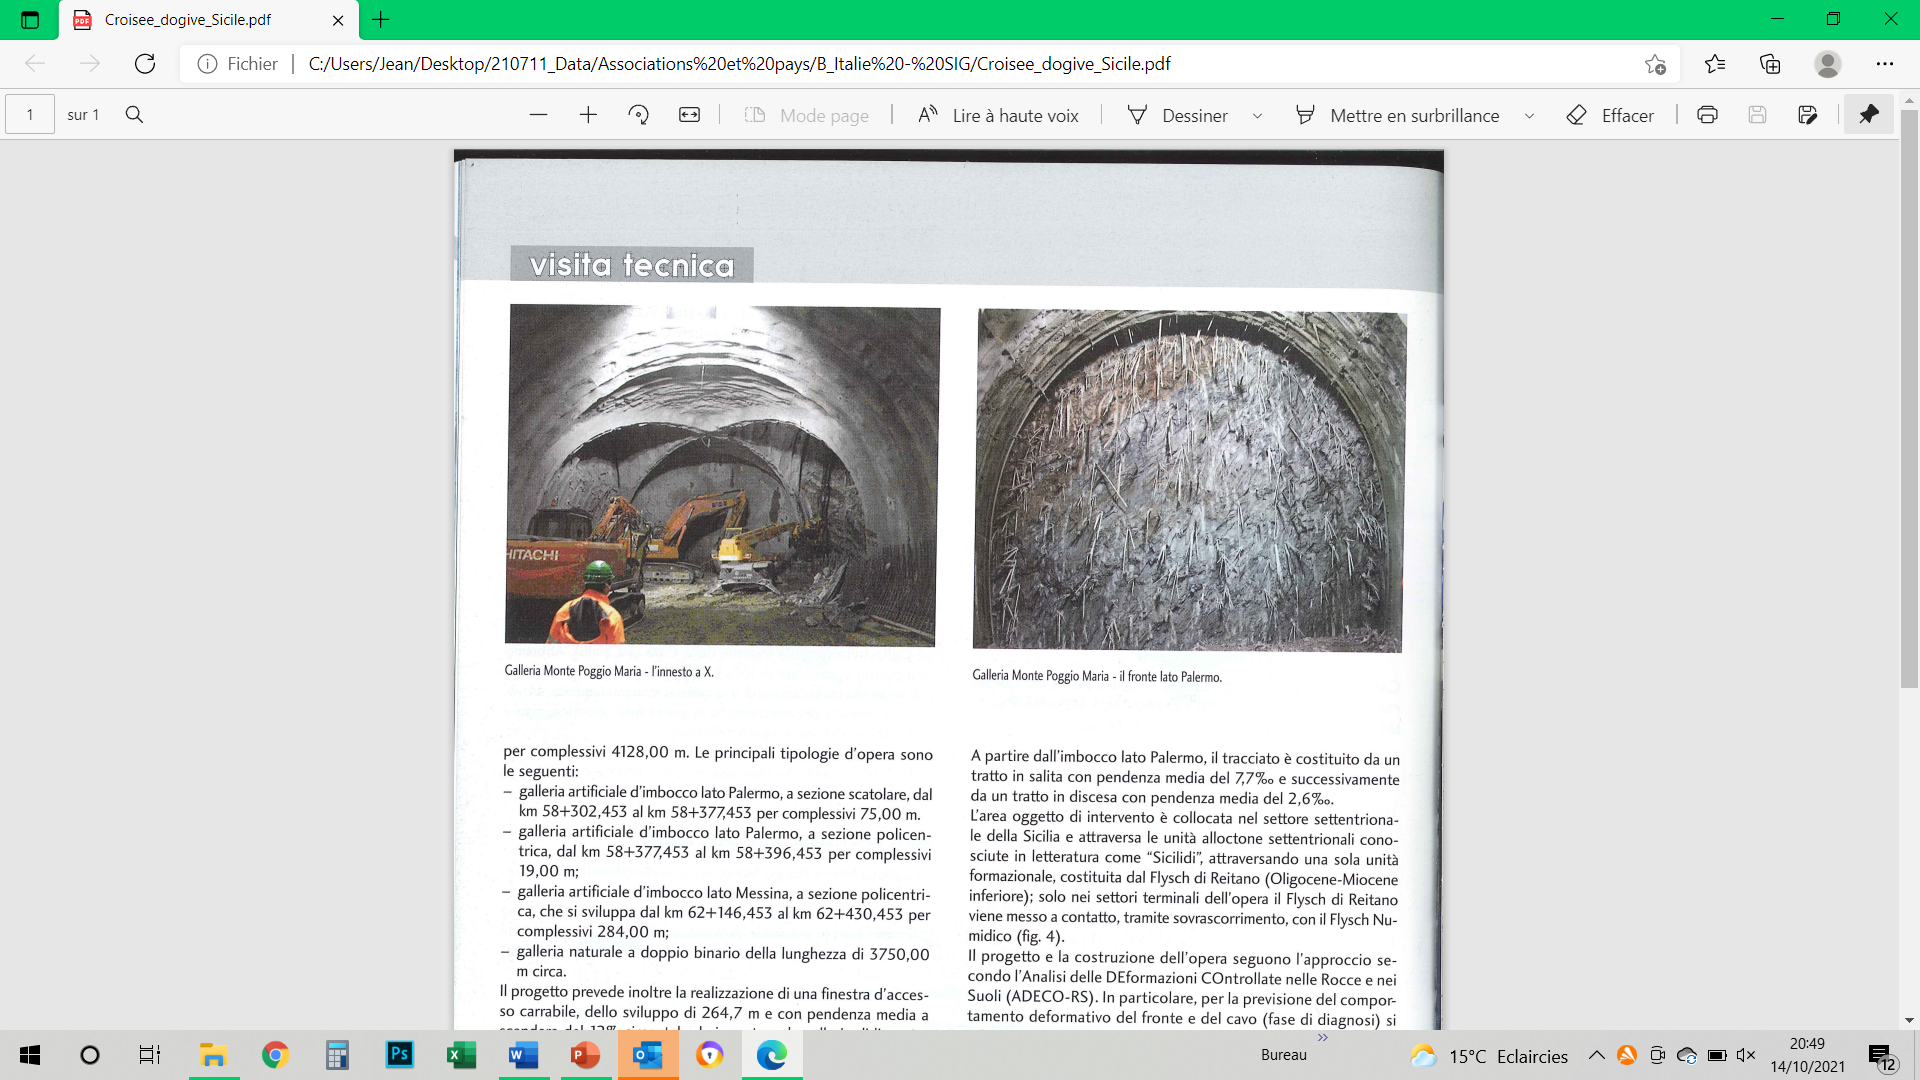 Croisee_dogive_Sicile.pdf
Fichier
C:/Users/Jean/Desktop/210711_Data/Associations%20et%20pays/B_Italie%20-%20SIG/Croisee_dogive_Sicile.pdf
1 sur 1
Mode page
Lire à haute voix
Dessiner
Mettre en surbrillance
Effacer
visita tecnica
HITACHI
Galleria Monte Poggio Maria - l'innesto a X.
Galleria Monte Poggio Maria - il fronte lato Palermo.
per complessivi 4128,00 m. Le principali tipologie d'opera sono
le seguenti:
– galleria artificiale d'imbocco lato Palermo, a sezione scatolare, dal
km 58+302,453 al km 58+377,453 per complessivi 75,00 m.
– galleria artificiale d'imbocco lato Palermo, a sezione policen-
trica, dal km 58+377,453 al km 58+396,453 per complessivi
19,00 m;
– galleria artificiale d'imbocco lato Messina, a sezione policentri-
ca, che si sviluppa dal km 62+146,453 al km 62+430,453 per
complessivi 284,00 m;
– galleria naturale a doppio binario della lunghezza di 3750,00
m circa.
Il progetto prevede inoltre la realizzazione di una finestra d'acces-
so carrabile, dello sviluppo di 264,7 m e con pendenza media a
A partire dall'imbocco lato Palermo, il tracciato è costituito da un
tratto in salita con pendenza media del 7,7‰ e successivamente
da un tratto in discesa con pendenza media del 2,6‰.
L'area oggetto di intervento è collocata nel settore settentriona-
le della Sicilia e attraversa le unità alloctone settentrionali cono-
sciute in letteratura come "Sicilidi", attraversando una sola unità
formazionale, costituita dal Flysch di Reitano (Oligocene-Miocene
inferiore); solo nei settori terminali dell'opera il Flysch di Reitano
viene messo a contatto, tramite sovrascorrimento, con il Flysch Nu-
midico (fig. 4).
Il progetto e la costruzione dell'opera seguono l'approccio se-
condo l'Analisi delle DEformazioni COntrollate nelle Rocce e nei
Suoli (ADECO-RS). In particolare, per la previsione del compor-
tamento deformativo del fronte e del cavo (fase di diagnosi) si
Bureau
15°C Eclaircies
20:49
14/10/2021
12